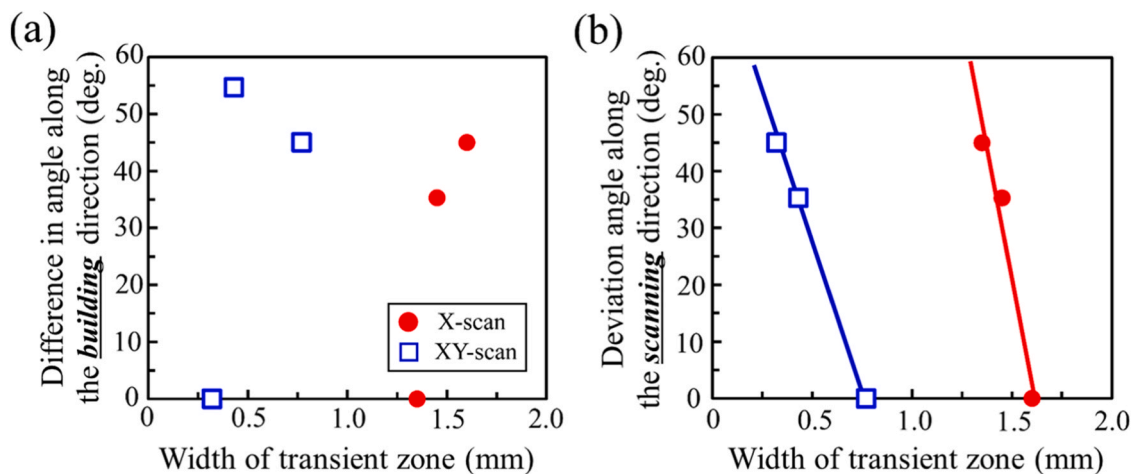 (a)
Difference in angle along
the building direction (deg.)
60
50
40
30
20
10
0
0
0.5
1.0
1.5
2.0
Width of transient zone (mm)
X-scan
XY-scan
(b)
Deviation angle along
the scanning direction (deg.)
60
50
40
30
20
10
0
0
0.5
1.0
1.5
2.0
Width of transient zone (mm)